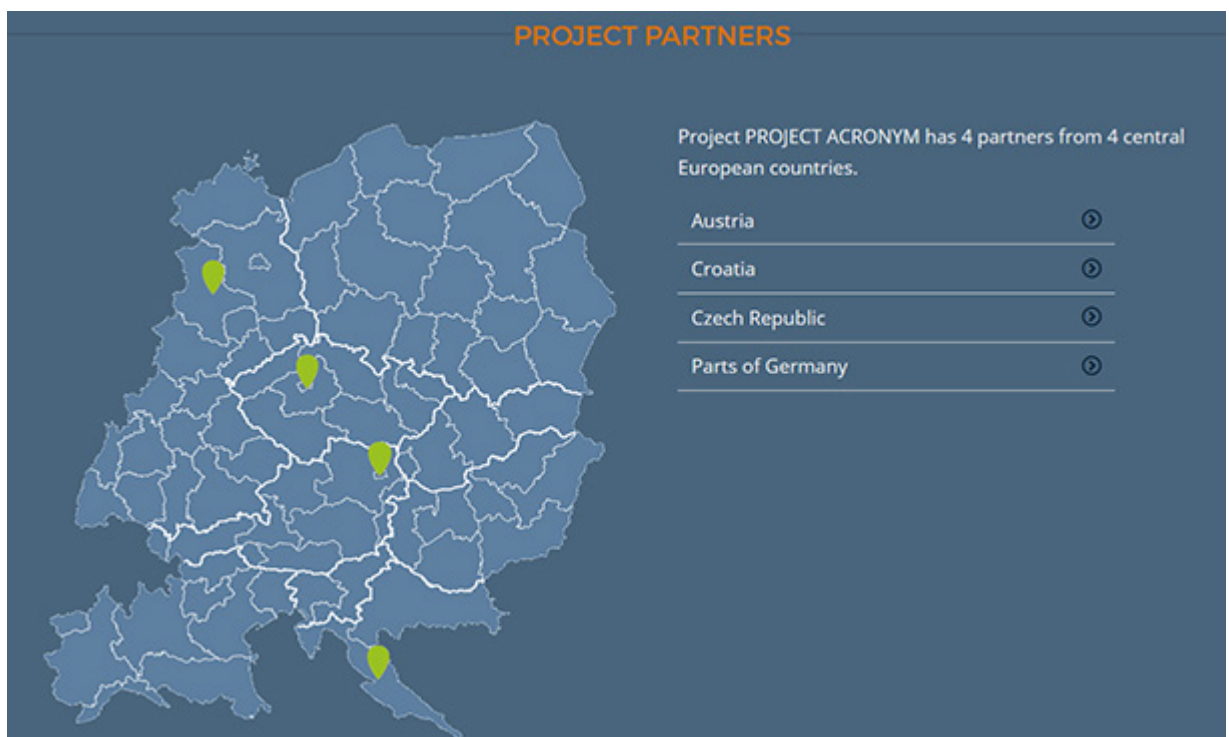 PROJECT PARTNERS
Project PROJECT ACRONYM has 4 partners from 4 central
European countries.
Austria
Croatia
Czech Republic
Parts of Germany